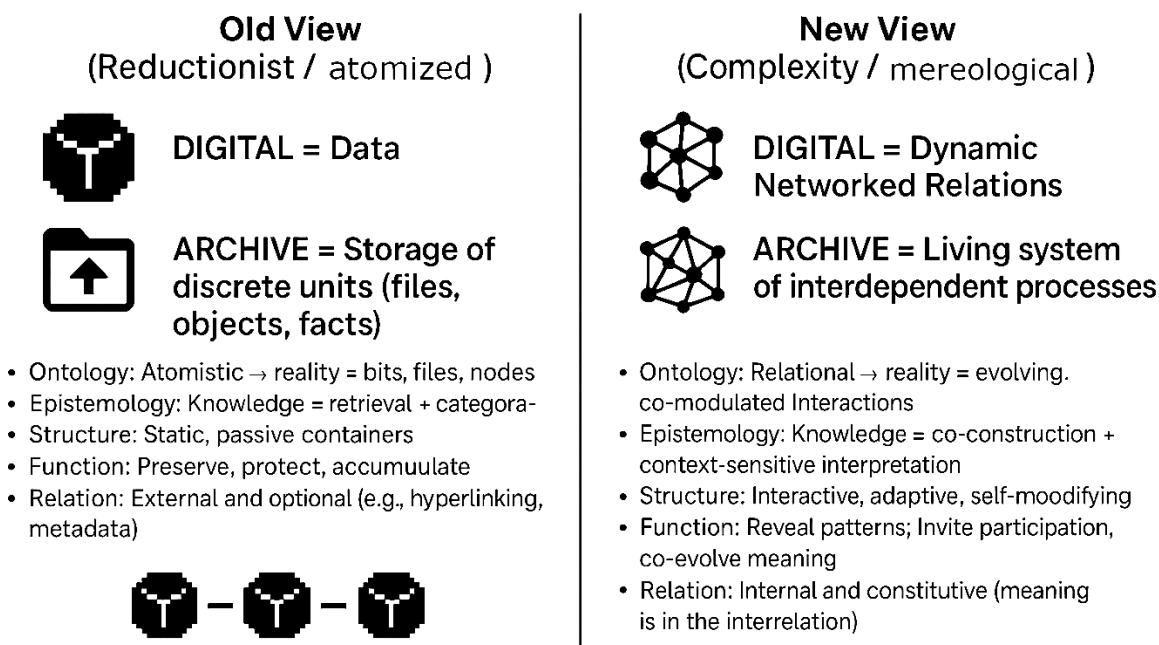 Old View
(Reductionist / atomized )
DIGITAL = Data
ARCHIVE = Storage of
discrete units (files,
objects, facts)
• Ontology: Atomistic → reality = bits, files, nodes
• Epistemology: Knowledge = retrieval + categora-
• Structure: Static, passive containers
• Function: Preserve, protect, accumuulate
• Relation: External and optional (e.g., hyperlinking,
metadata)
New View
(Complexity / mereological )
DIGITAL = Dynamic
Networked Relations
ARCHIVE = Living system
of interdependent processes
• Ontology: Relational → reality = evolving.
co-modulated Interactions
• Epistemology: Knowledge = co-construction +
context-sensitive interpretation
• Structure: Interactive, adaptive, self-moodifying
• Function: Reveal patterns; Invite participation,
co-evolve meaning
• Relation: Internal and constitutive (meaning
is in the interrelation)